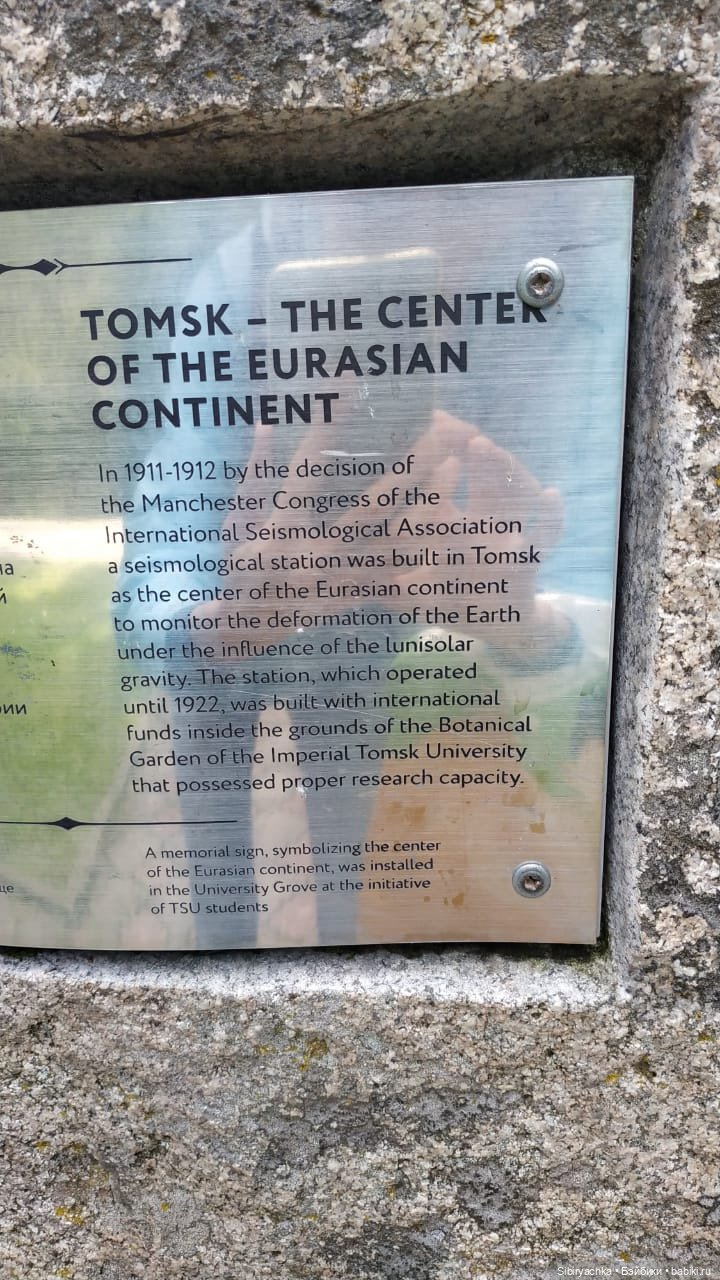 TOMSK – THE CENTER
OF THE EURASIAN
CONTINENT
In 1911-1912 by the decision of
the Manchester Congress of the
International Seismological Association
a seismological station was built in Tomsk
as the center of the Eurasian continent
to monitor the deformation of the Earth
under the influence of the lunisolar
gravity. The station, which operated
until 1922, was built with international
funds inside the grounds of the Botanical
Garden of the Imperial Tomsk University
that possessed proper research capacity.
A memorial sign, symbolizing the center
of the Eurasian continent, was installed
in the University Grove at the initiative
of TSU students
Sibiryachka • Бэйбики • babiki.ru